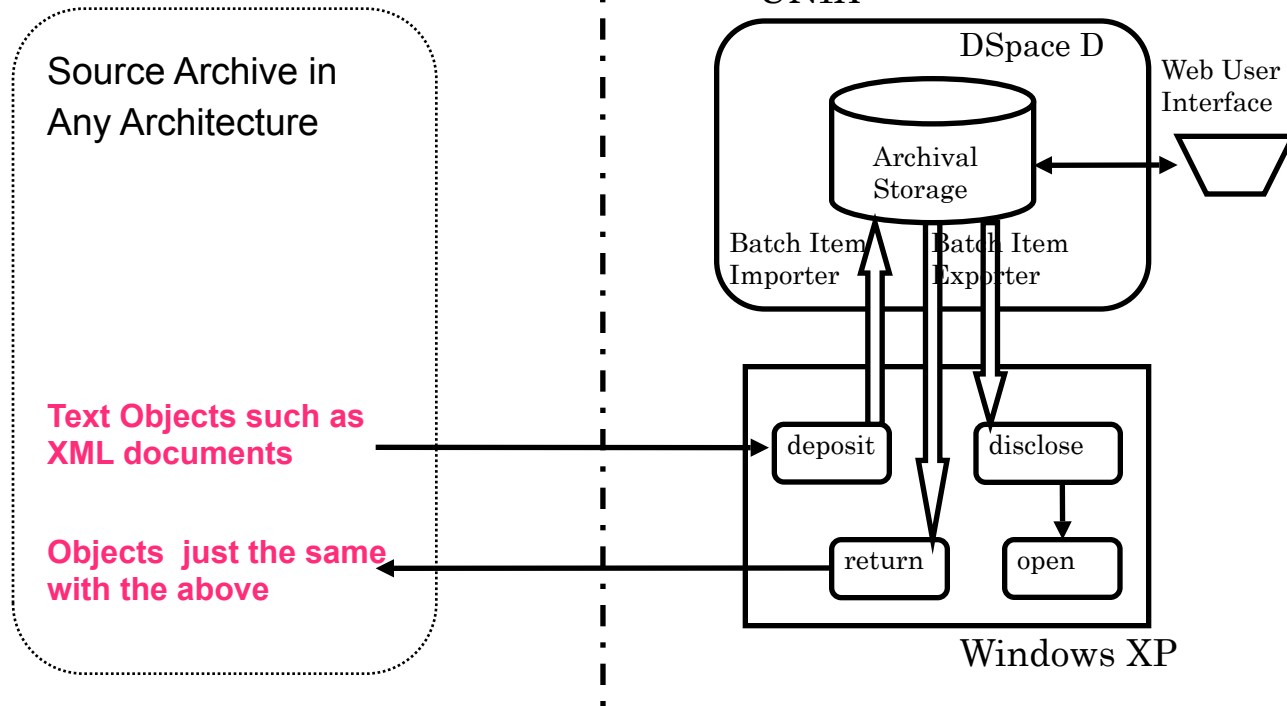 UNIX
Source Archive in
Any Architecture
DSpace D
Web User
Interface
Archival
Storage
Batch Item
Importer
Batch Item
Exporter
Text Objects such as
XML documents
deposit
disclose
Objects just the same
with the above
return
open
Windows XP